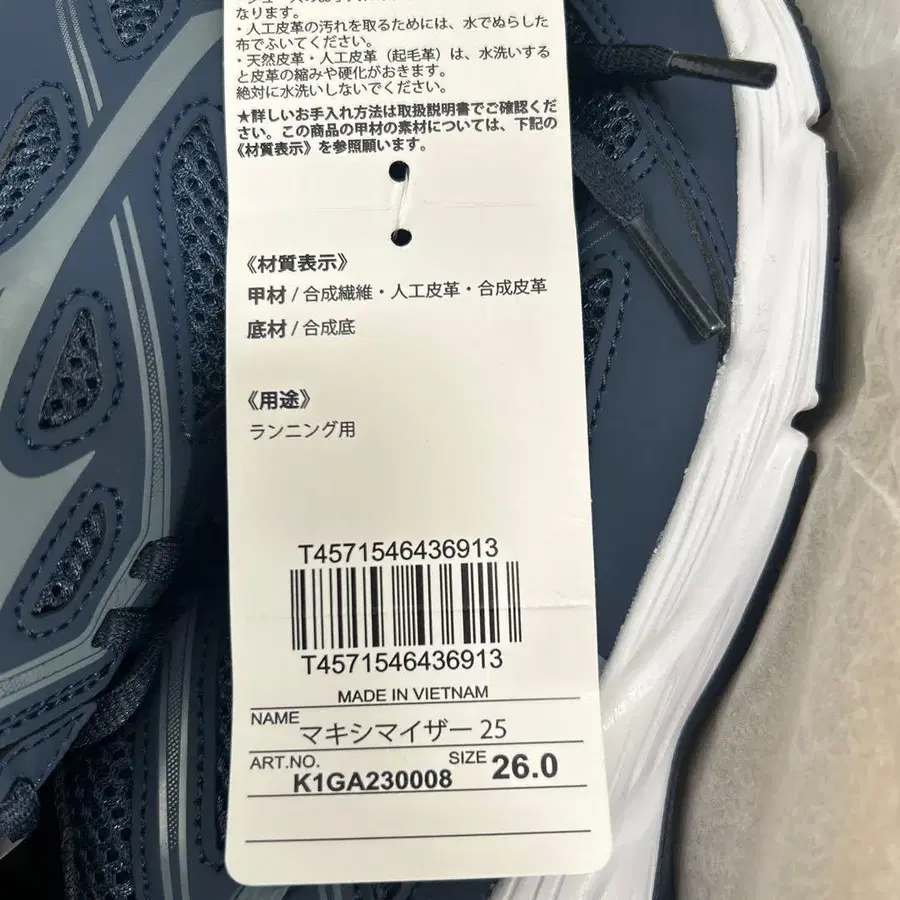 なります。
・人工皮革の汚れを取るためには、水でぬらした
布でふいてください。
・天然皮革・人工皮革（起毛革）は、水洗いする
と皮革の縮みや硬化がおきます。
絶対に水洗いしないでください。
★詳しいお手入れ方法は取扱説明書でご確認くだ
さい。この商品の甲材の素材については、下記の
《材質表示》を参照願います。
《材質表示》
甲材 / 合成繊維・人工皮革・合成皮革
底材 / 合成底
《用途》
ランニング用
T4571546436913
T4571546436913
MADE IN VIETNAM
NAME マキシマイザー 25
ART.NO. K1GA230008 SIZE 26.0